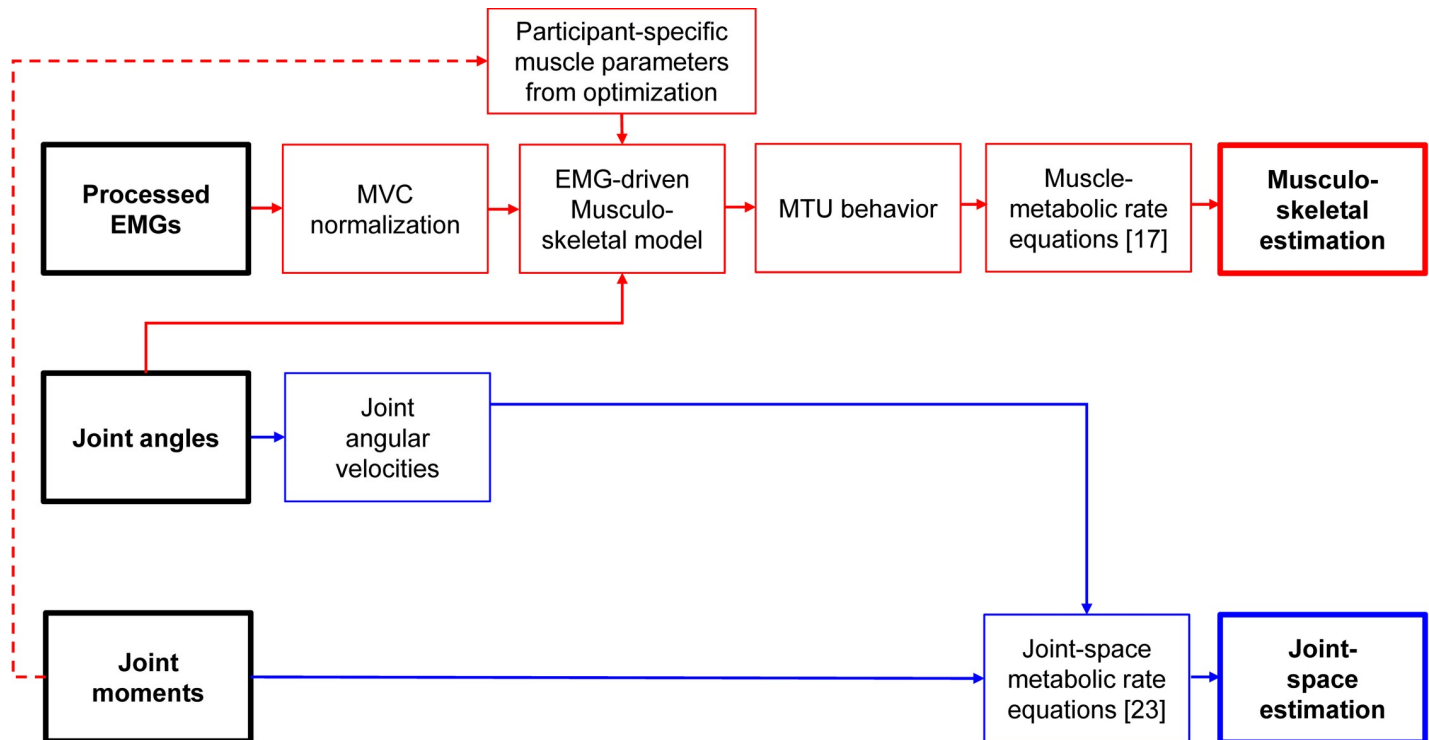 Participant-specific
muscle parameters
from optimization
Processed
EMGs
MVC
normalization
EMG-driven
Musculo-
skeletal model
MTU behavior
Muscle-
metabolic rate
equations [17]
Musculo-
skeletal
estimation
Joint angles
Joint
angular
velocities
Joint
moments
Joint-space
metabolic rate
equations [23]
Joint-
space
estimation